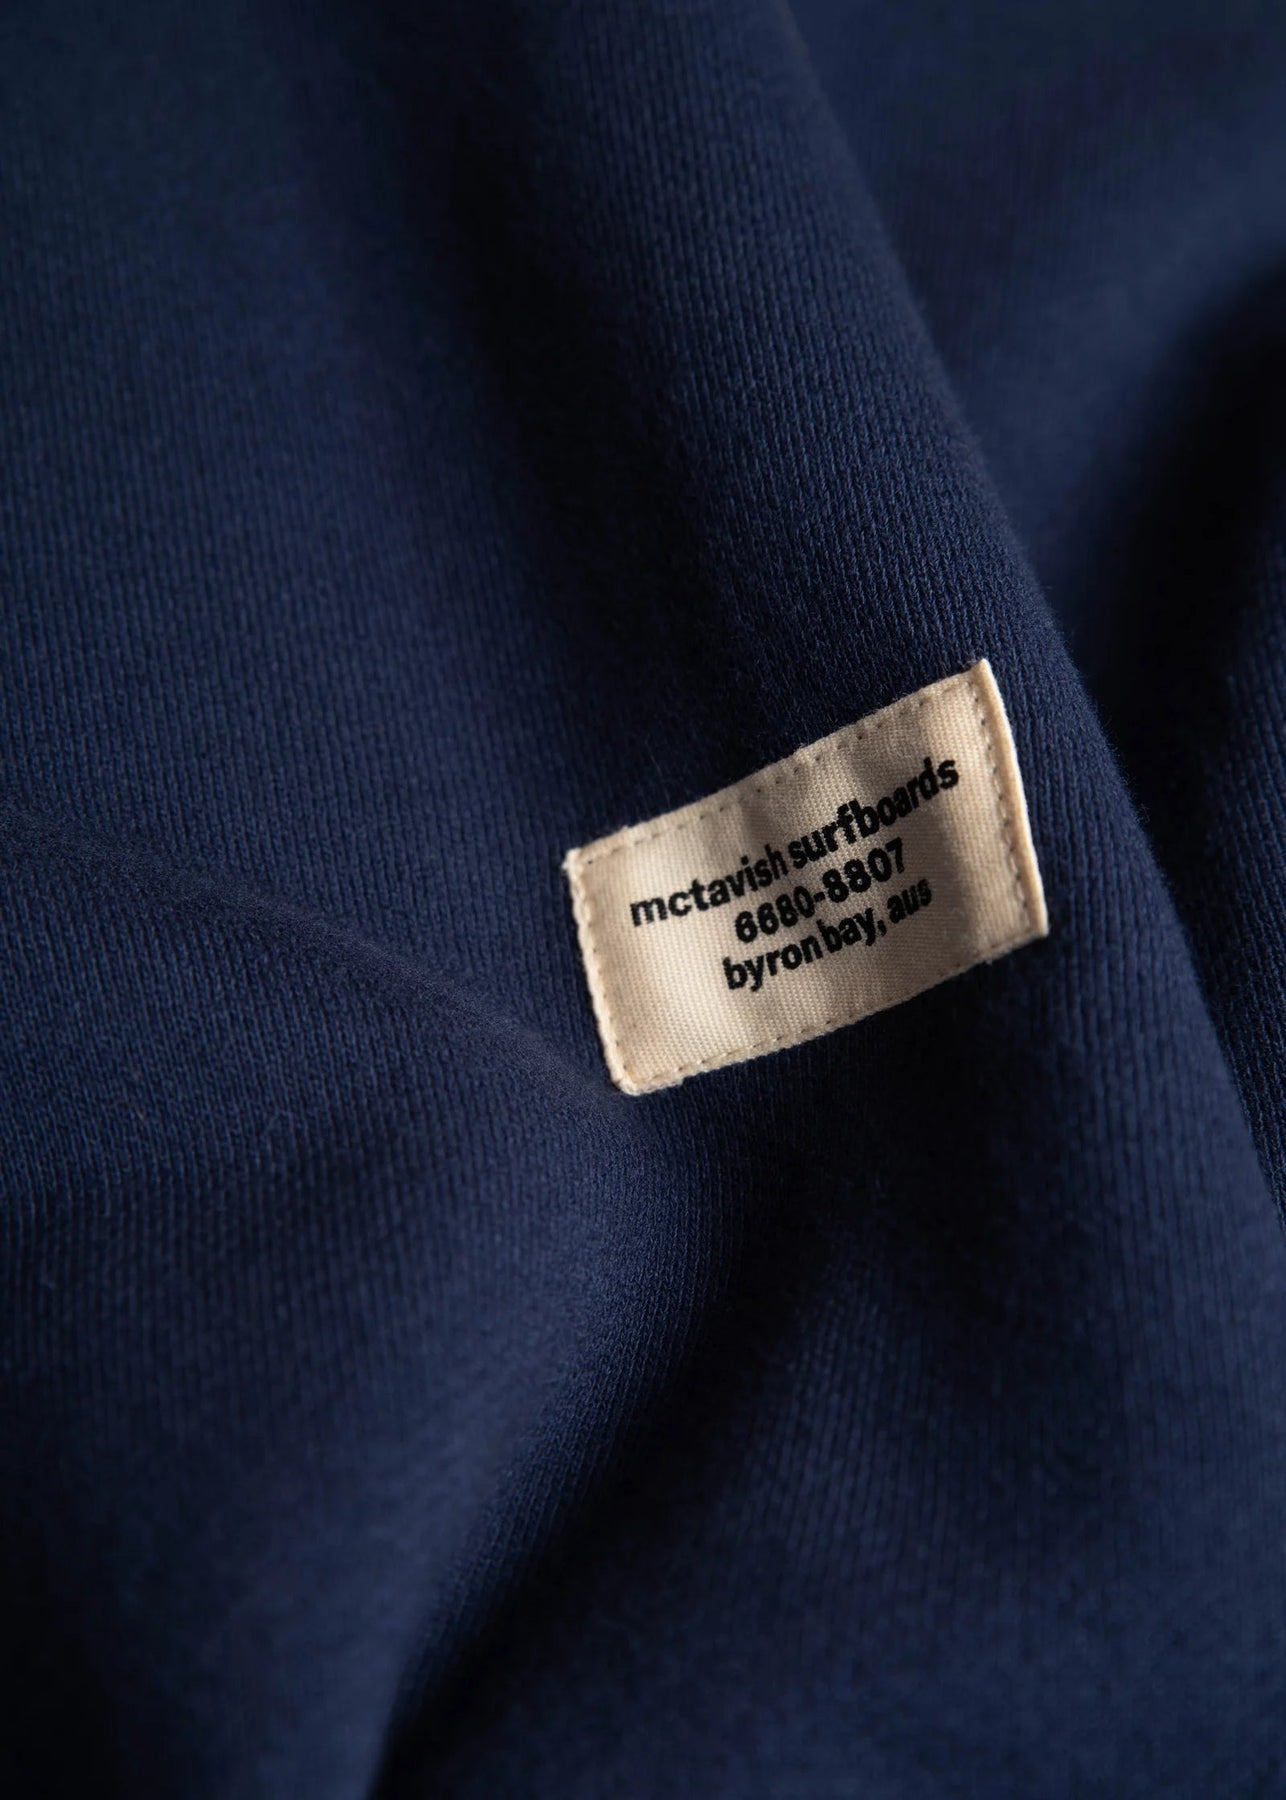 mctavish surfboards
6680-8807
byron bay, aus